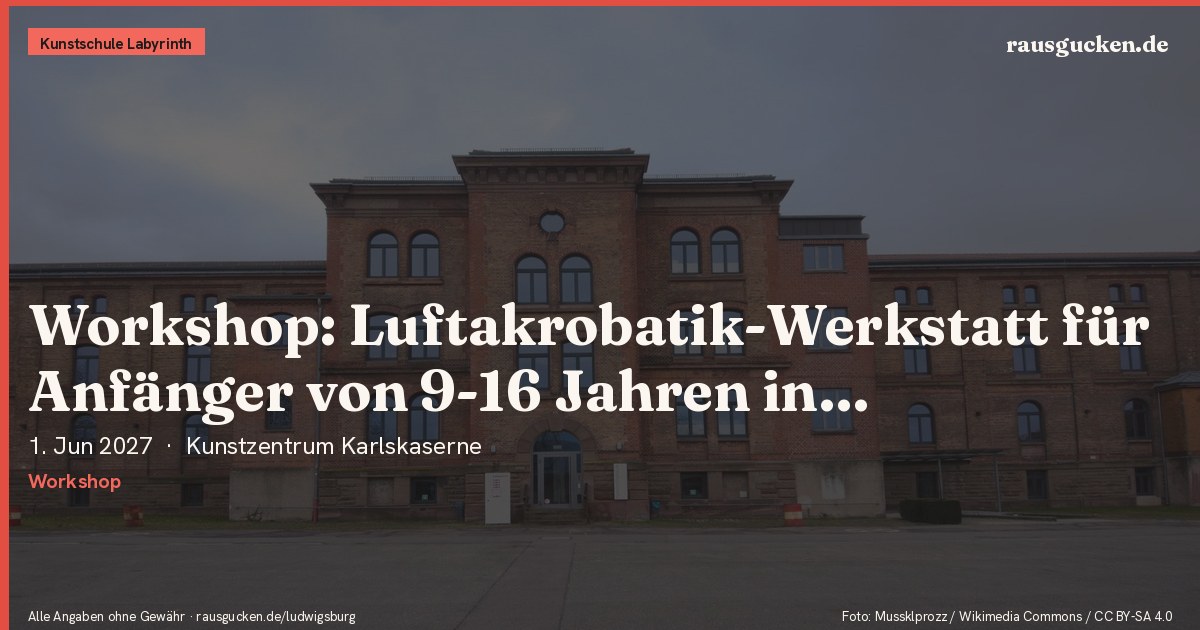 Kunstschule Labyrinth
rausgucken.de
Workshop: Luftakrobatik-Werkstatt für
Anfänger von 9-16 Jahren in...
1. Jun 2027 · Kunstzentrum Karlskaserne
Workshop
Alle Angaben ohne Gewähr · rausgucken.de/ludwigsburg
Foto: Mussklprozz / Wikimedia Commons / CC BY-SA 4.0